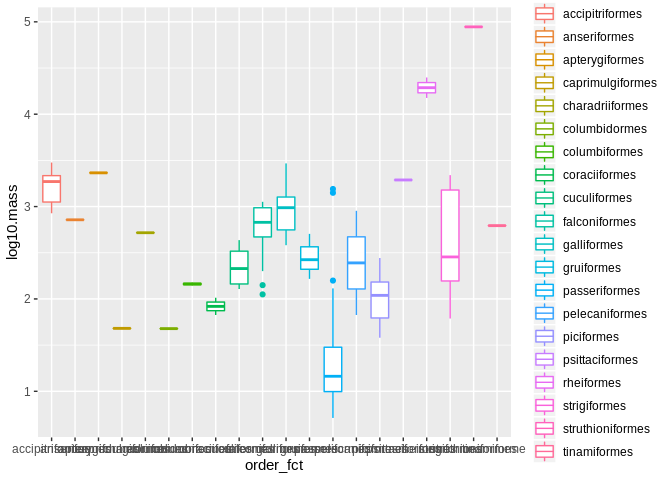 5
4
3
2
1
log10.mass
order_fct
accipitriformes
anseriformes
apterygiformes
caprimulgiformes
charadriiformes
columbidormes
columbiformes
coraciiformes
cuculiformes
falconiformes
galliformes
gruiformes
passeriformes
pelecaniformes
piciformes
psittaciformes
rheiformes
strigiformes
struthioniformes
tinamiformes